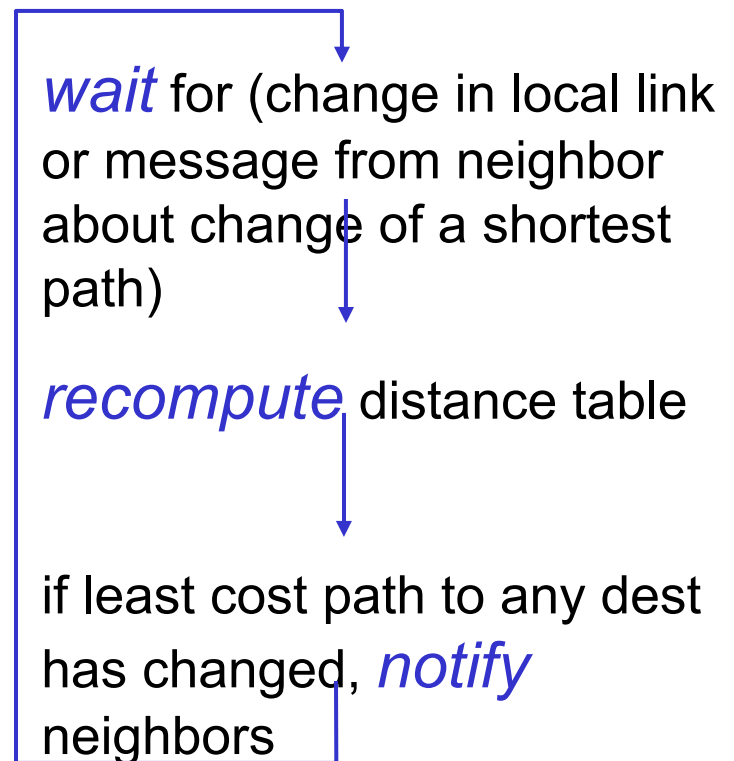 wait for (change in local link
or message from neighbor
about change of a shortest
path)
recompute distance table
if least cost path to any dest
has changed, notify
neighbors